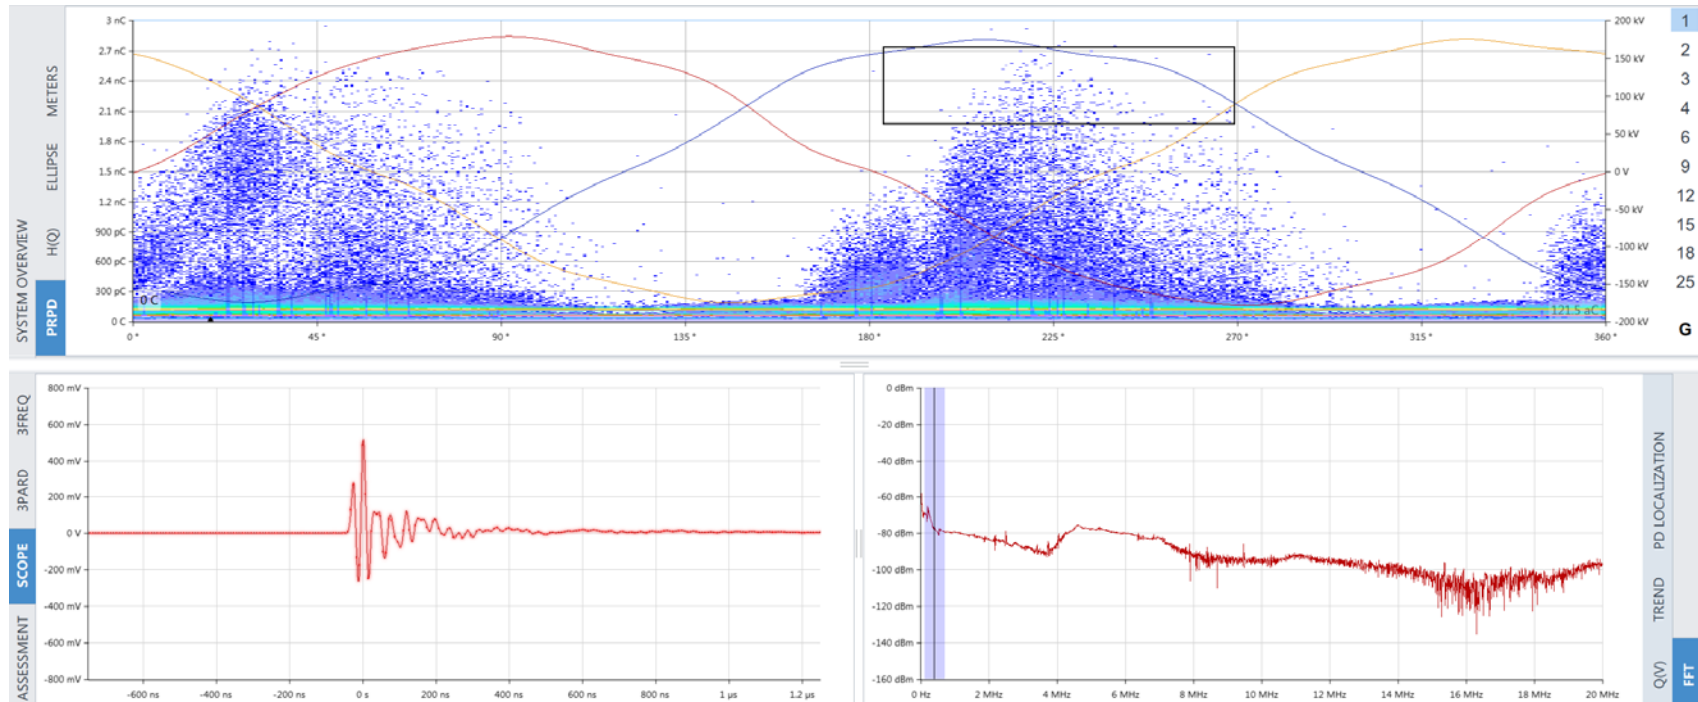 SYSTEM OVERVIEW
METERS
ELLIPSE
H(Q)
PRPD
3 nC
2.7 nC
2.4 nC
2.1 nC
1.8 nC
1.5 nC
1.2 nC
900 pC
600 pC
300 pC
0 C
0 C
121.5 aC
200 kV
150 kV
100 kV
50 kV
0 V
-50 kV
-100 kV
-150 kV
-200 kV
0°
45°
90°
135°
180°
225°
270°
315°
360°
1
2
3
4
6
9
12
15
18
25
G
3FREQ
3PARD
SCOPE
ASSESSMENT
800 mV
600 mV
400 mV
200 mV
0 V
-200 mV
-400 mV
-600 mV
-800 mV
-600 ns
-400 ns
-200 ns
0 s
200 ns
400 ns
600 ns
800 ns
1 µs
1.2 µs
0 dBm
-20 dBm
-40 dBm
-60 dBm
-80 dBm
-100 dBm
-120 dBm
-140 dBm
-160 dBm
0 Hz
2 MHz
4 MHz
6 MHz
8 MHz
10 MHz
12 MHz
14 MHz
16 MHz
18 MHz
20 MHz
PD LOCALIZATION
TREND
Q(V)
FFT